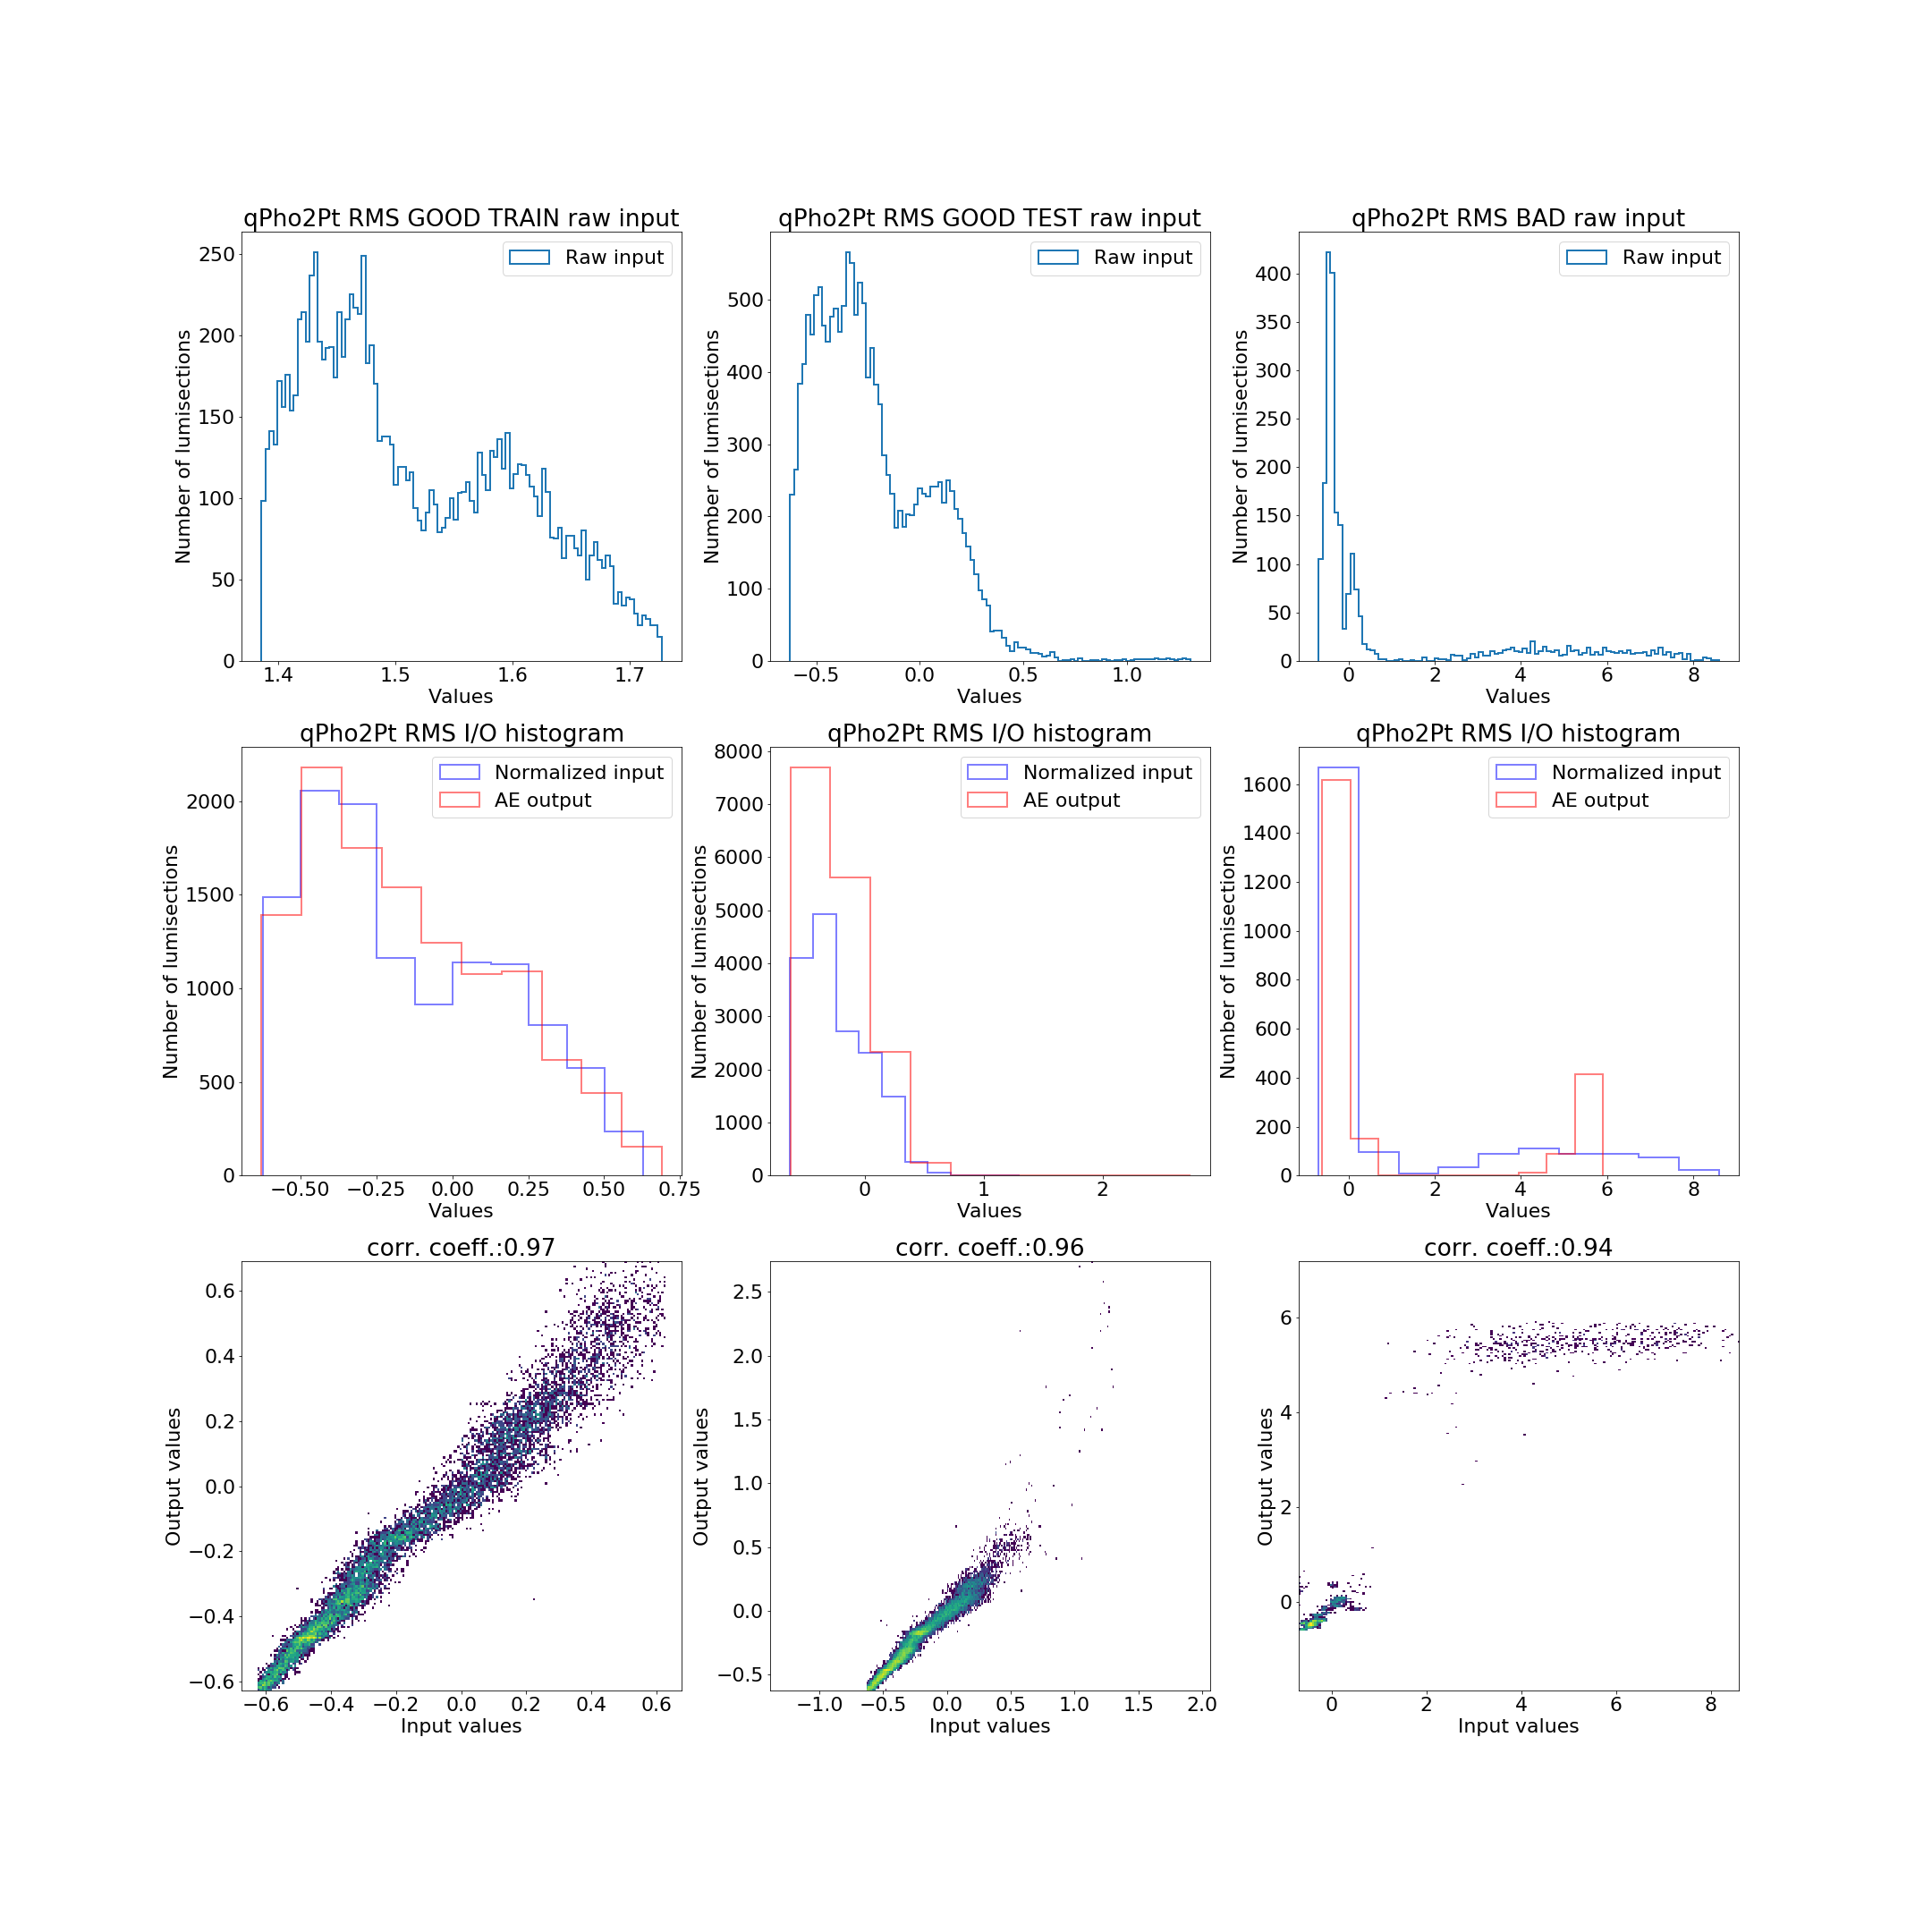 qPho2Pt RMS GOOD TRAIN raw input
Raw input
250
200
150
100
50
0
1.4 1.5 1.6 1.7
Number of lumisections
Values
qPho2Pt RMS GOOD TEST raw input
Raw input
500
400
300
200
100
0
−0.5 0.0 0.5 1.0
Number of lumisections
Values
qPho2Pt RMS BAD raw input
Raw input
400
350
300
250
200
150
100
50
0
0 2 4 6 8
Number of lumisections
Values
qPho2Pt RMS I/O histogram
Normalized input
AE output
2000
1500
1000
500
0
−0.50 −0.25 0.00 0.25 0.50 0.75
Number of lumisections
Values
qPho2Pt RMS I/O histogram
Normalized input
AE output
8000
7000
6000
5000
4000
3000
2000
1000
0
0 1 2
Number of lumisections
Values
qPho2Pt RMS I/O histogram
Normalized input
AE output
1600
1400
1200
1000
800
600
400
200
0
0 2 4 6 8
Number of lumisections
Values
corr. coeff.:0.97
0.6
0.4
0.2
0.0
−0.2
−0.4
−0.6
−0.6 −0.4 −0.2 0.0 0.2 0.4 0.6
Output values
Input values
corr. coeff.:0.96
2.5
2.0
1.5
1.0
0.5
0.0
−0.5
−1.0 −0.5 0.0 0.5 1.0 1.5 2.0
Output values
Input values
corr. coeff.:0.94
6
4
2
0
0 2 4 6 8
Output values
Input values